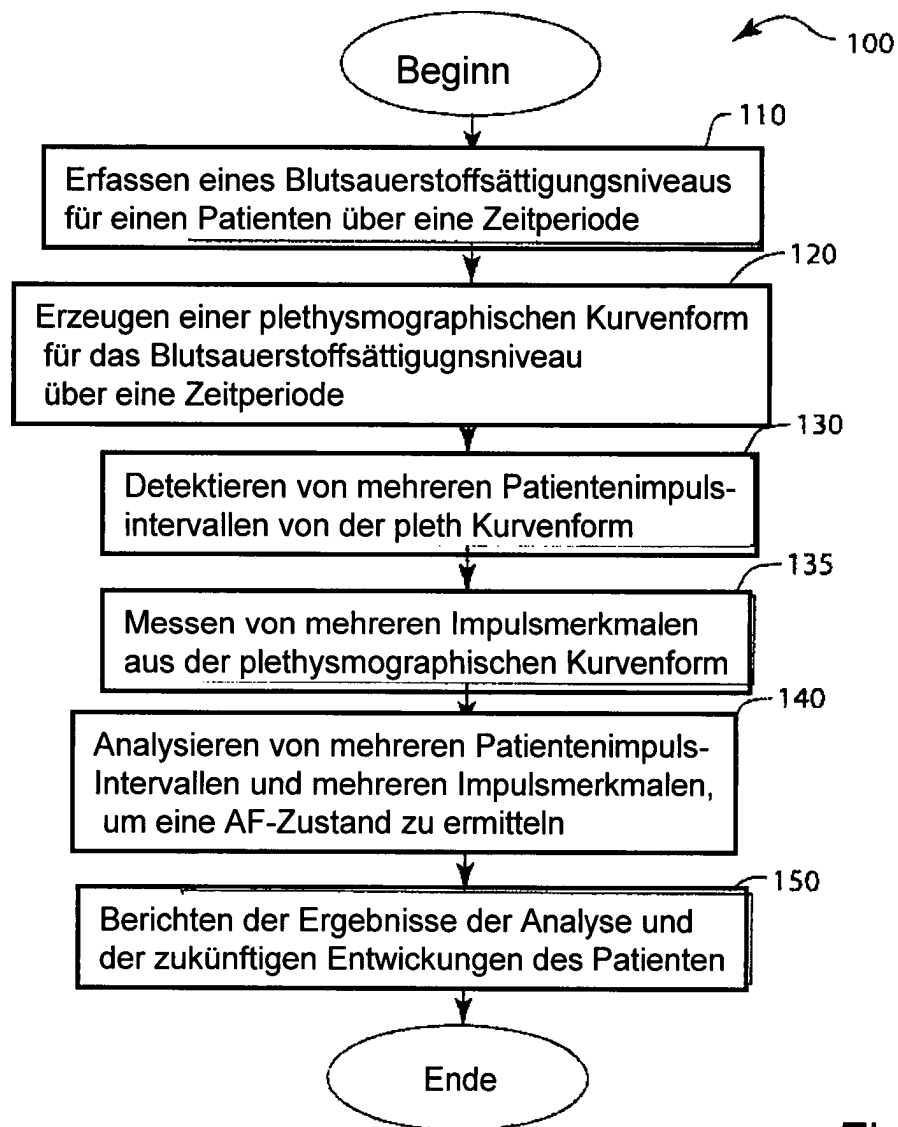 100
Beginn
110
Erfassen eines Blutsauerstoffsättigungsniveaus
für einen Patienten über eine Zeitperiode
120
Erzeugen einer plethysmographischen Kurvenform
für das Blutsauerstoffsättigugnsniveau
über eine Zeitperiode
130
Detektieren von mehreren Patientenimpuls-
intervallen von der pleth Kurvenform
135
Messen von mehreren Impulsmerkmalen
aus der plethysmographischen Kurvenform
140
Analysieren von mehreren Patientenimpuls-
Intervallen und mehreren Impulsmerkmalen,
um eine AF-Zustand zu ermitteln
150
Berichten der Ergebnisse der Analyse und
der zukünftigen Entwickungen des Patienten
Ende